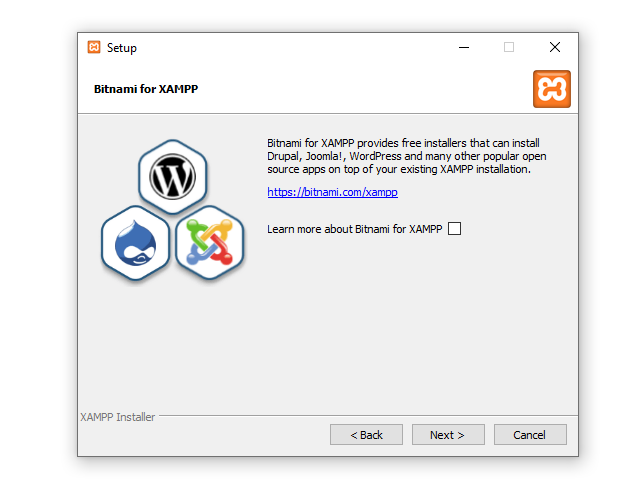 Setup
Bitnami for XAMPP
Bitnami for XAMPP provides free installers that can install
Drupal, Joomla!, WordPress and many other popular open
source apps on top of your existing XAMPP installation.
https://bitnami.com/xampp
Learn more about Bitnami for XAMPP
XAMPP Installer
< Back
Next >
Cancel